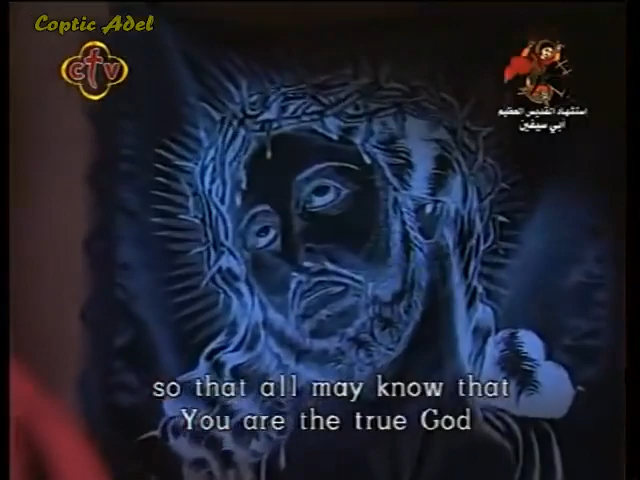 Coptic Adel
CTV
استشهاد القديس العظيم
أبي سيفين
so that all may know that
You are the true God